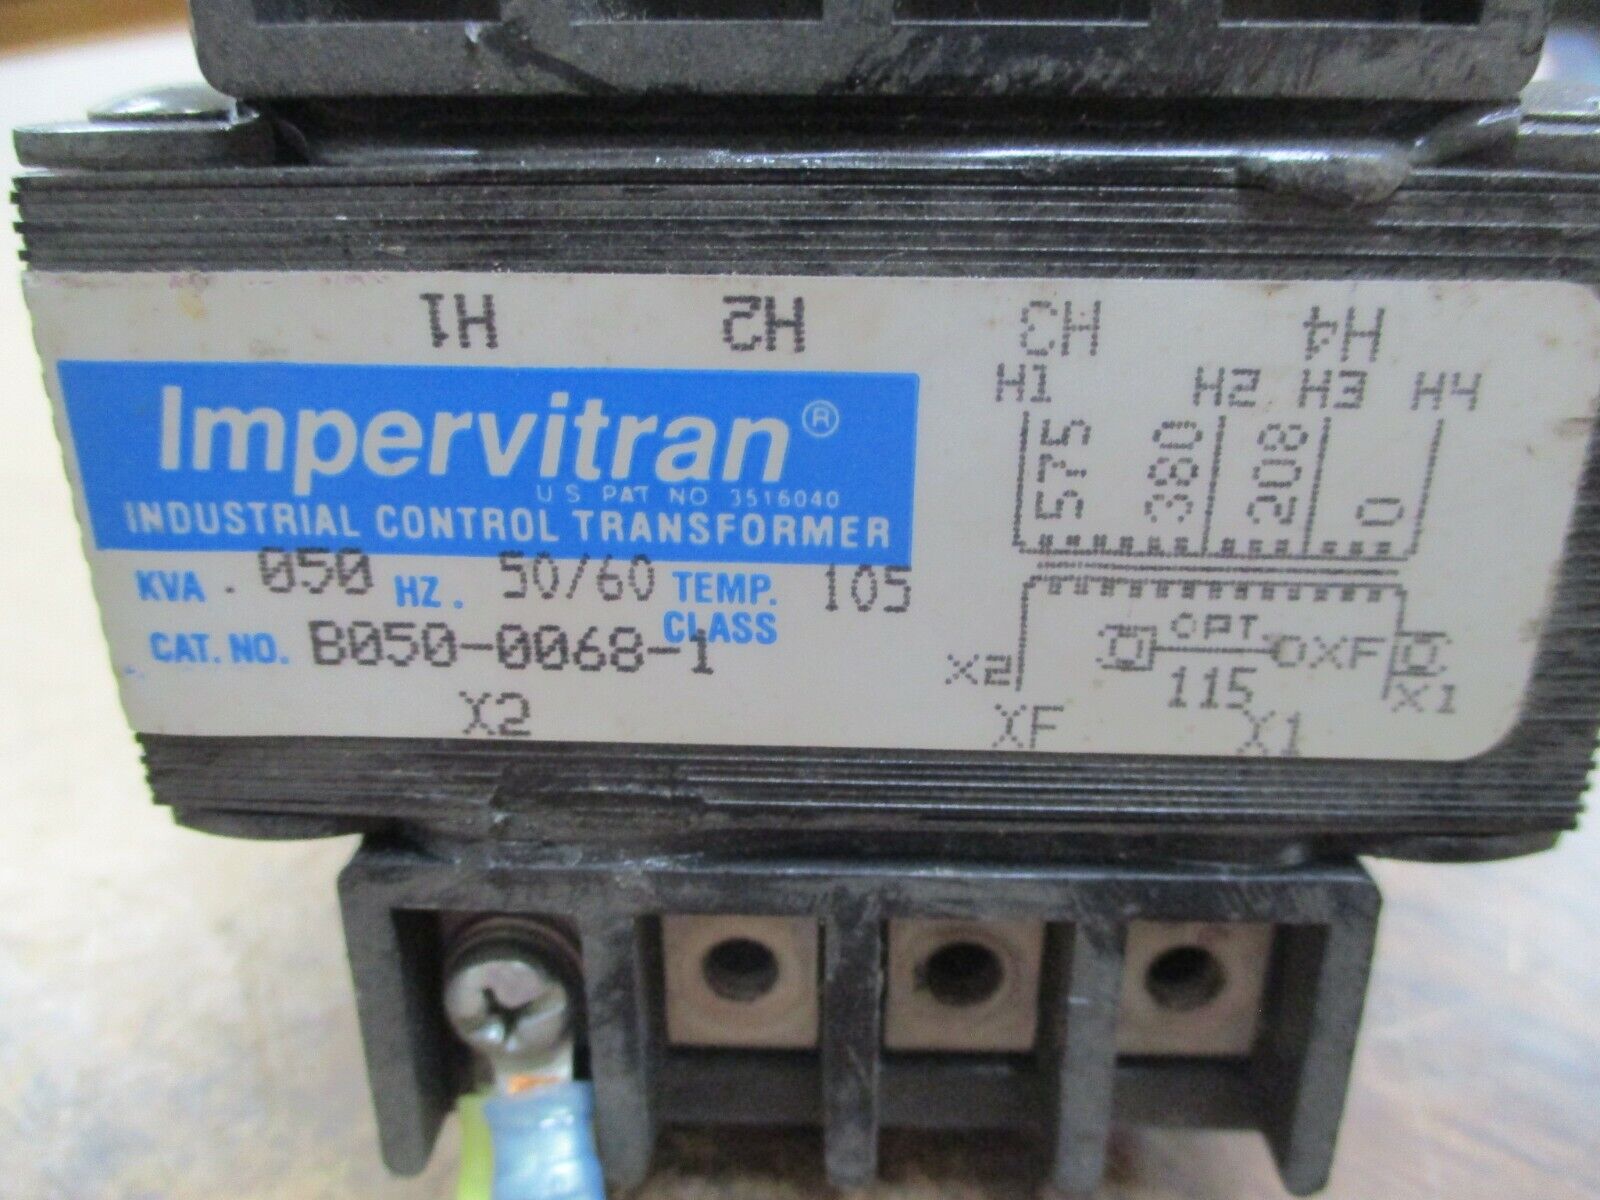 H1 H2 H3 H4
H4 H2 H3 H1
Impervitran®
575 380 208 0
U S PAT NO 3516040
INDUSTRIAL CONTROL TRANSFORMER
KVA . 050 HZ. 50/60 TEMP. CLASS 105
CAT. NO. B050-0068-1
OPT
X2 115 XF X1
X2 XF X1